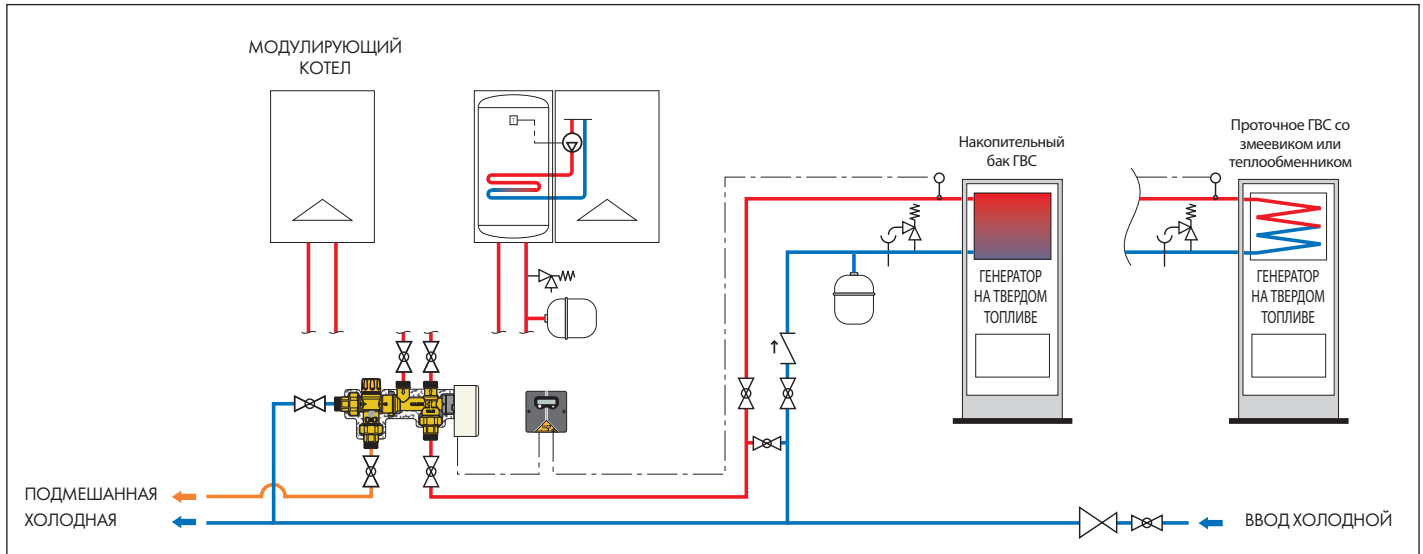 МОДУЛИРУЮЩИЙ
КОТЕЛ
Накопительный
бак ГВС
Проточное ГВС со
змеевиком или
теплообменником
T
ГЕНЕРАТОР
НА ТВЕРДОМ
ТОПЛИВЕ
ГЕНЕРАТОР
НА ТВЕРДОМ
ТОПЛИВЕ
ПОДМЕШАННАЯ
ХОЛОДНАЯ
ВВОД ХОЛОДНОЙ